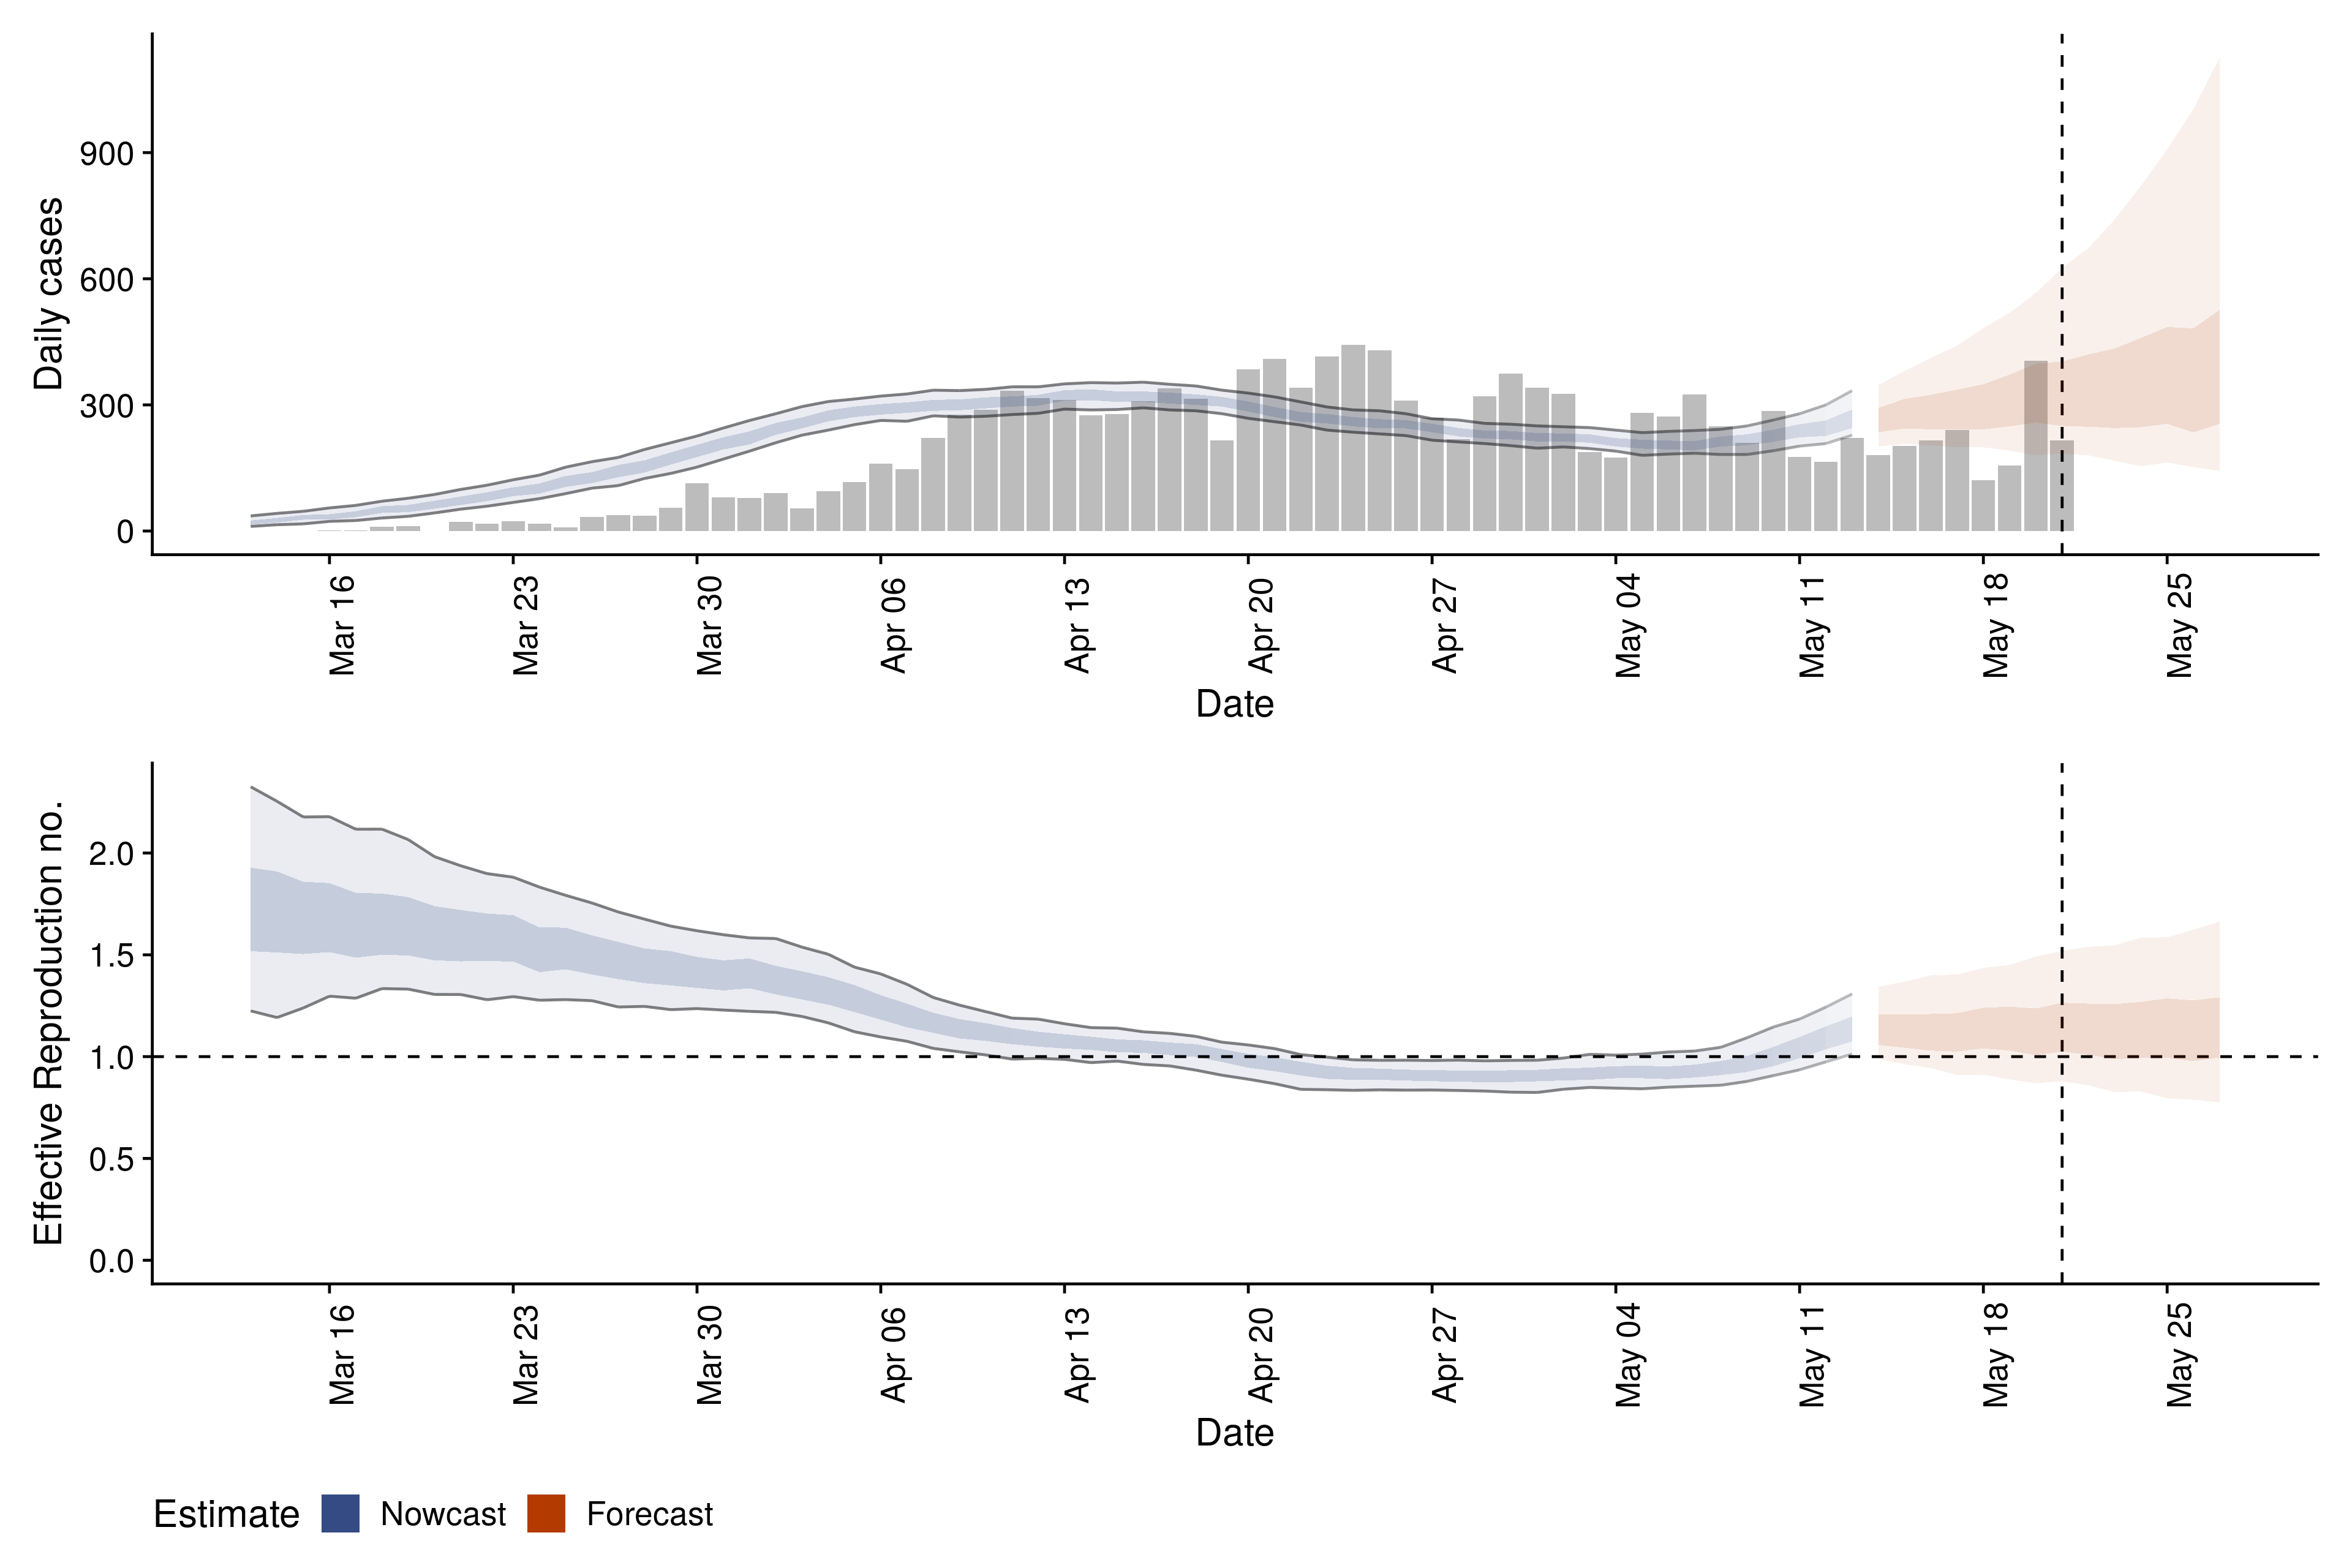 Daily cases
900
600
300
0
Mar 16
Mar 23
Mar 30
Apr 06
Apr 13
Apr 20
Apr 27
May 04
May 11
May 18
May 25
Date
Effective Reproduction no.
2.0
1.5
1.0
0.5
0.0
Mar 16
Mar 23
Mar 30
Apr 06
Apr 13
Apr 20
Apr 27
May 04
May 11
May 18
May 25
Date
Estimate Nowcast Forecast